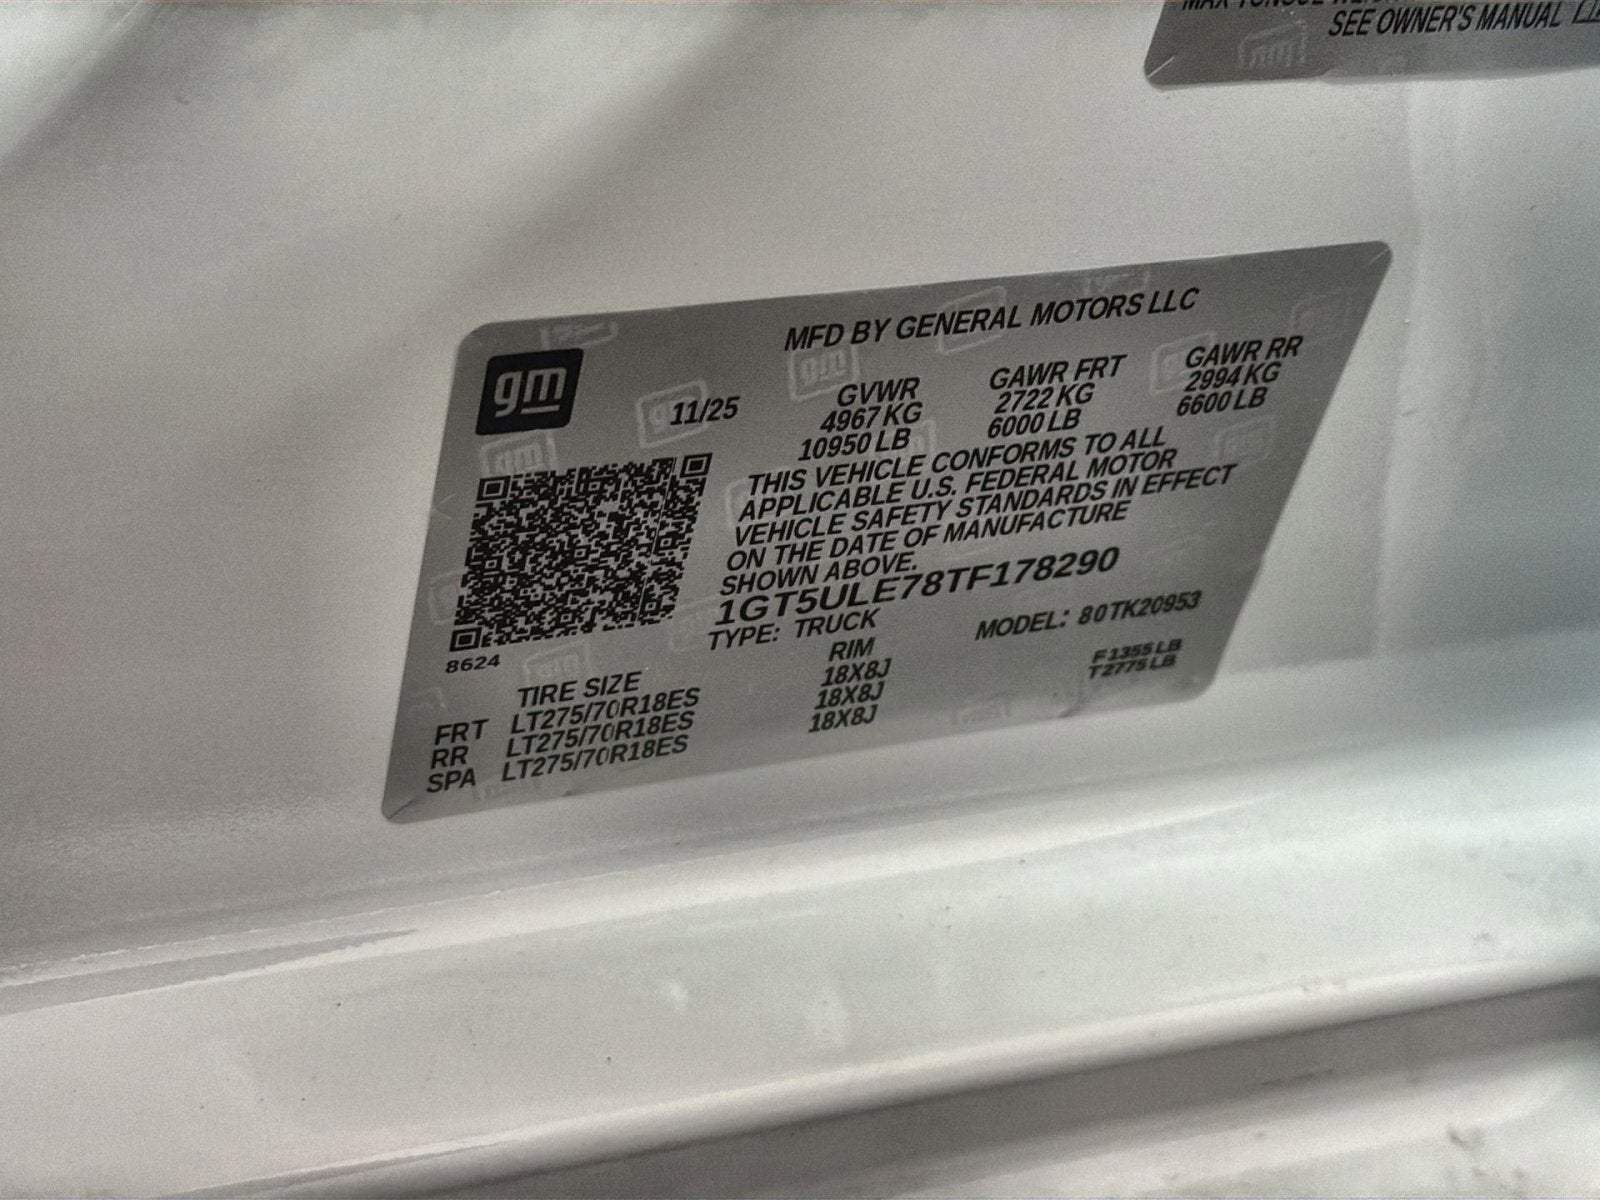 SEE OWNER'S MANUAL
gm
MFD BY GENERAL MOTORS LLC
11/25
GVWR GAWR FRT GAWR RR
4967 KG 2722 KG 2994 KG
10950 LB 6000 LB 6600 LB
THIS VEHICLE CONFORMS TO ALL
APPLICABLE U.S. FEDERAL MOTOR
VEHICLE SAFETY STANDARDS IN EFFECT
ON THE DATE OF MANUFACTURE
SHOWN ABOVE.
1GT5ULE78TF178290
TYPE: TRUCK MODEL: 80TK20953
8624
TIRE SIZE RIM
FRT LT275/70R18ES 18X8J
RR LT275/70R18ES 18X8J
SPA LT275/70R18ES 18X8J
F 1355 LB
T 2775 LB